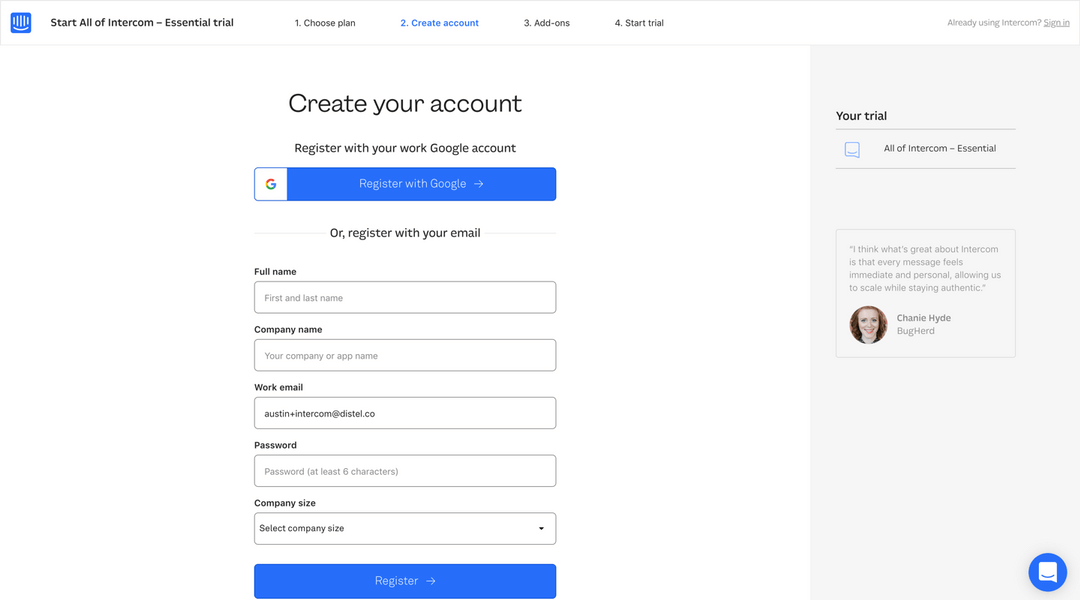 Start All of Intercom – Essential trial
1. Choose plan
2. Create account
3. Add-ons
4. Start trial
Already using Intercom? Sign in
Create your account
Register with your work Google account
Register with Google →
Or, register with your email
Full name
First and last name
Company name
Your company or app name
Work email
austin+intercom@distel.co
Password
Password (at least 6 characters)
Company size
Select company size
Register →
Your trial
All of Intercom – Essential
“I think what’s great about Intercom
is that every message feels
immediate and personal, allowing us
to scale while staying authentic.”
Chanie Hyde
BugHerd